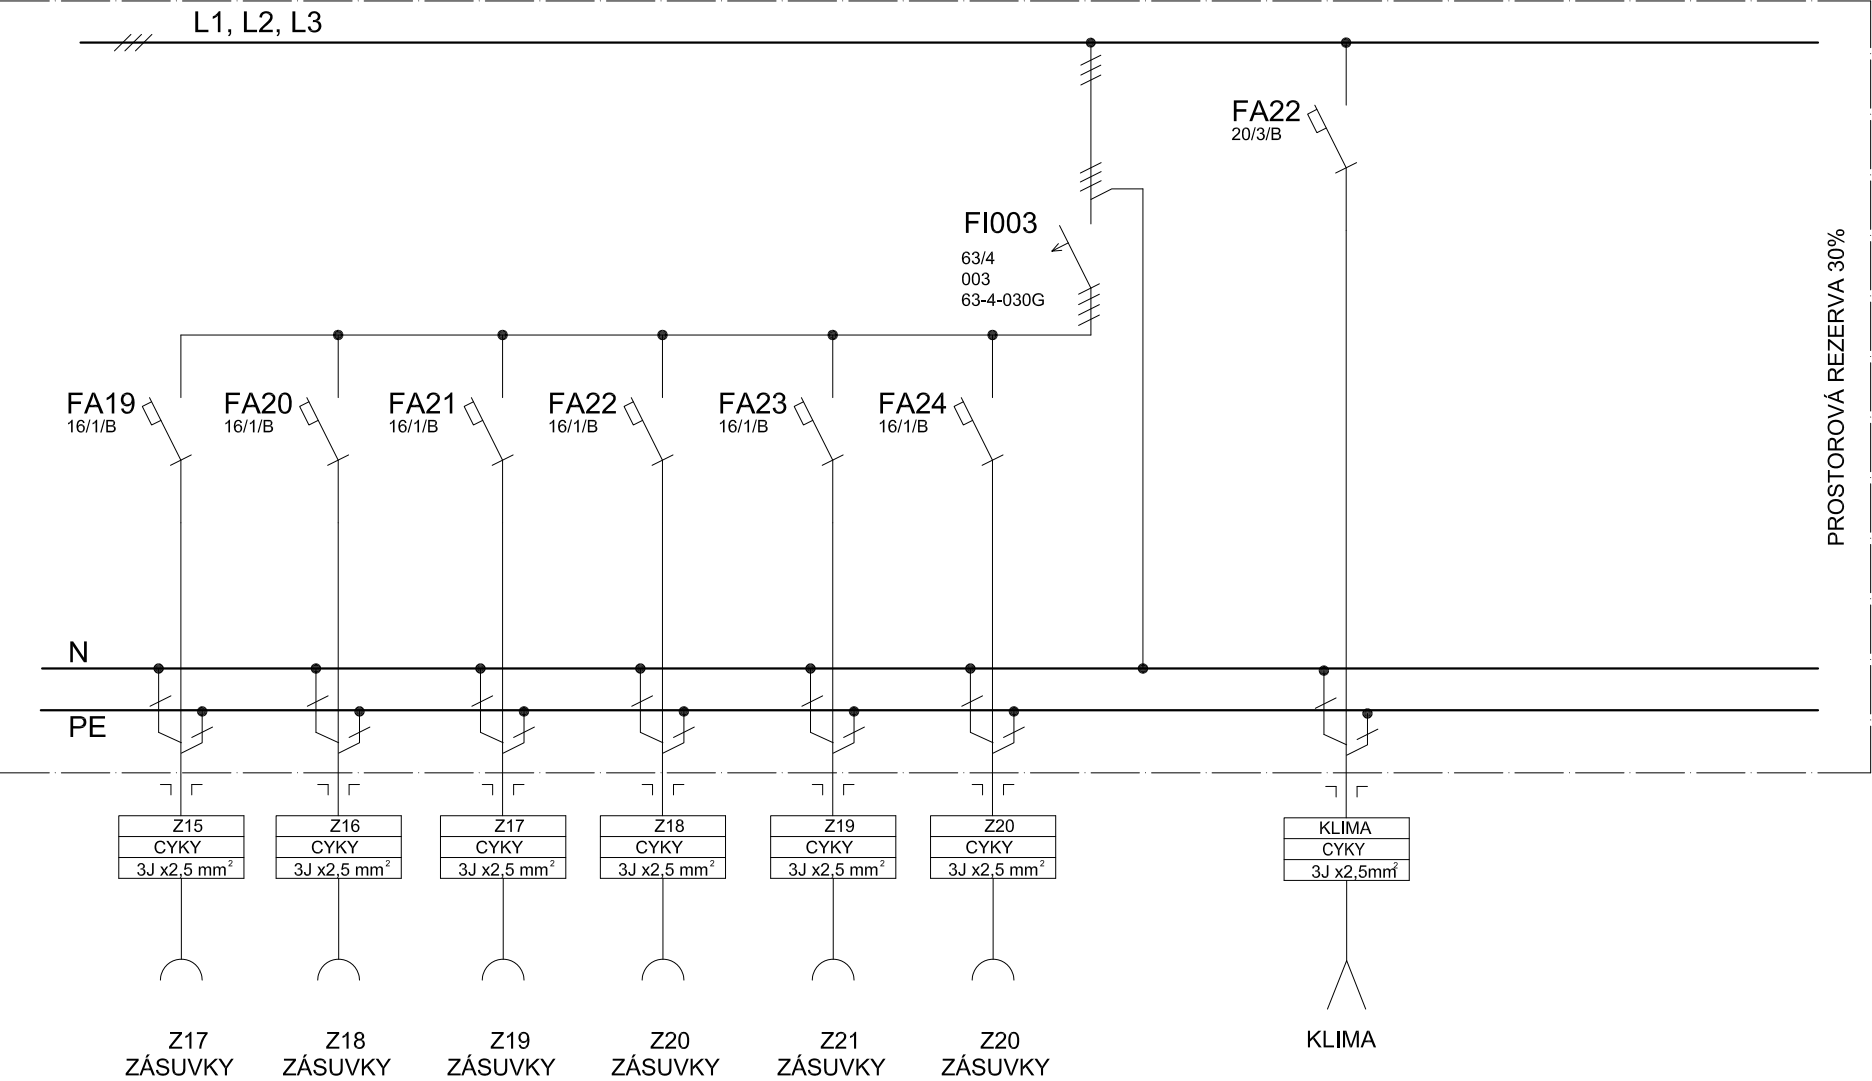 L1, L2, L3
FA22
20/3/B
FI003
63/4
003
63-4-030G
PROSTOROVÁ REZERVA 30%
FA19
16/1/B
FA20
16/1/B
FA21
16/1/B
FA22
16/1/B
FA23
16/1/B
FA24
16/1/B
N
PE
Z15
CYKY
3J x2,5 mm²
Z16
CYKY
3J x2,5 mm²
Z17
CYKY
3J x2,5 mm²
Z18
CYKY
3J x2,5 mm²
Z19
CYKY
3J x2,5 mm²
Z20
CYKY
3J x2,5 mm²
KLIMA
CYKY
3J x2,5mm²
Z17
ZÁSUVKY
Z18
ZÁSUVKY
Z19
ZÁSUVKY
Z20
ZÁSUVKY
Z21
ZÁSUVKY
Z20
ZÁSUVKY
KLIMA